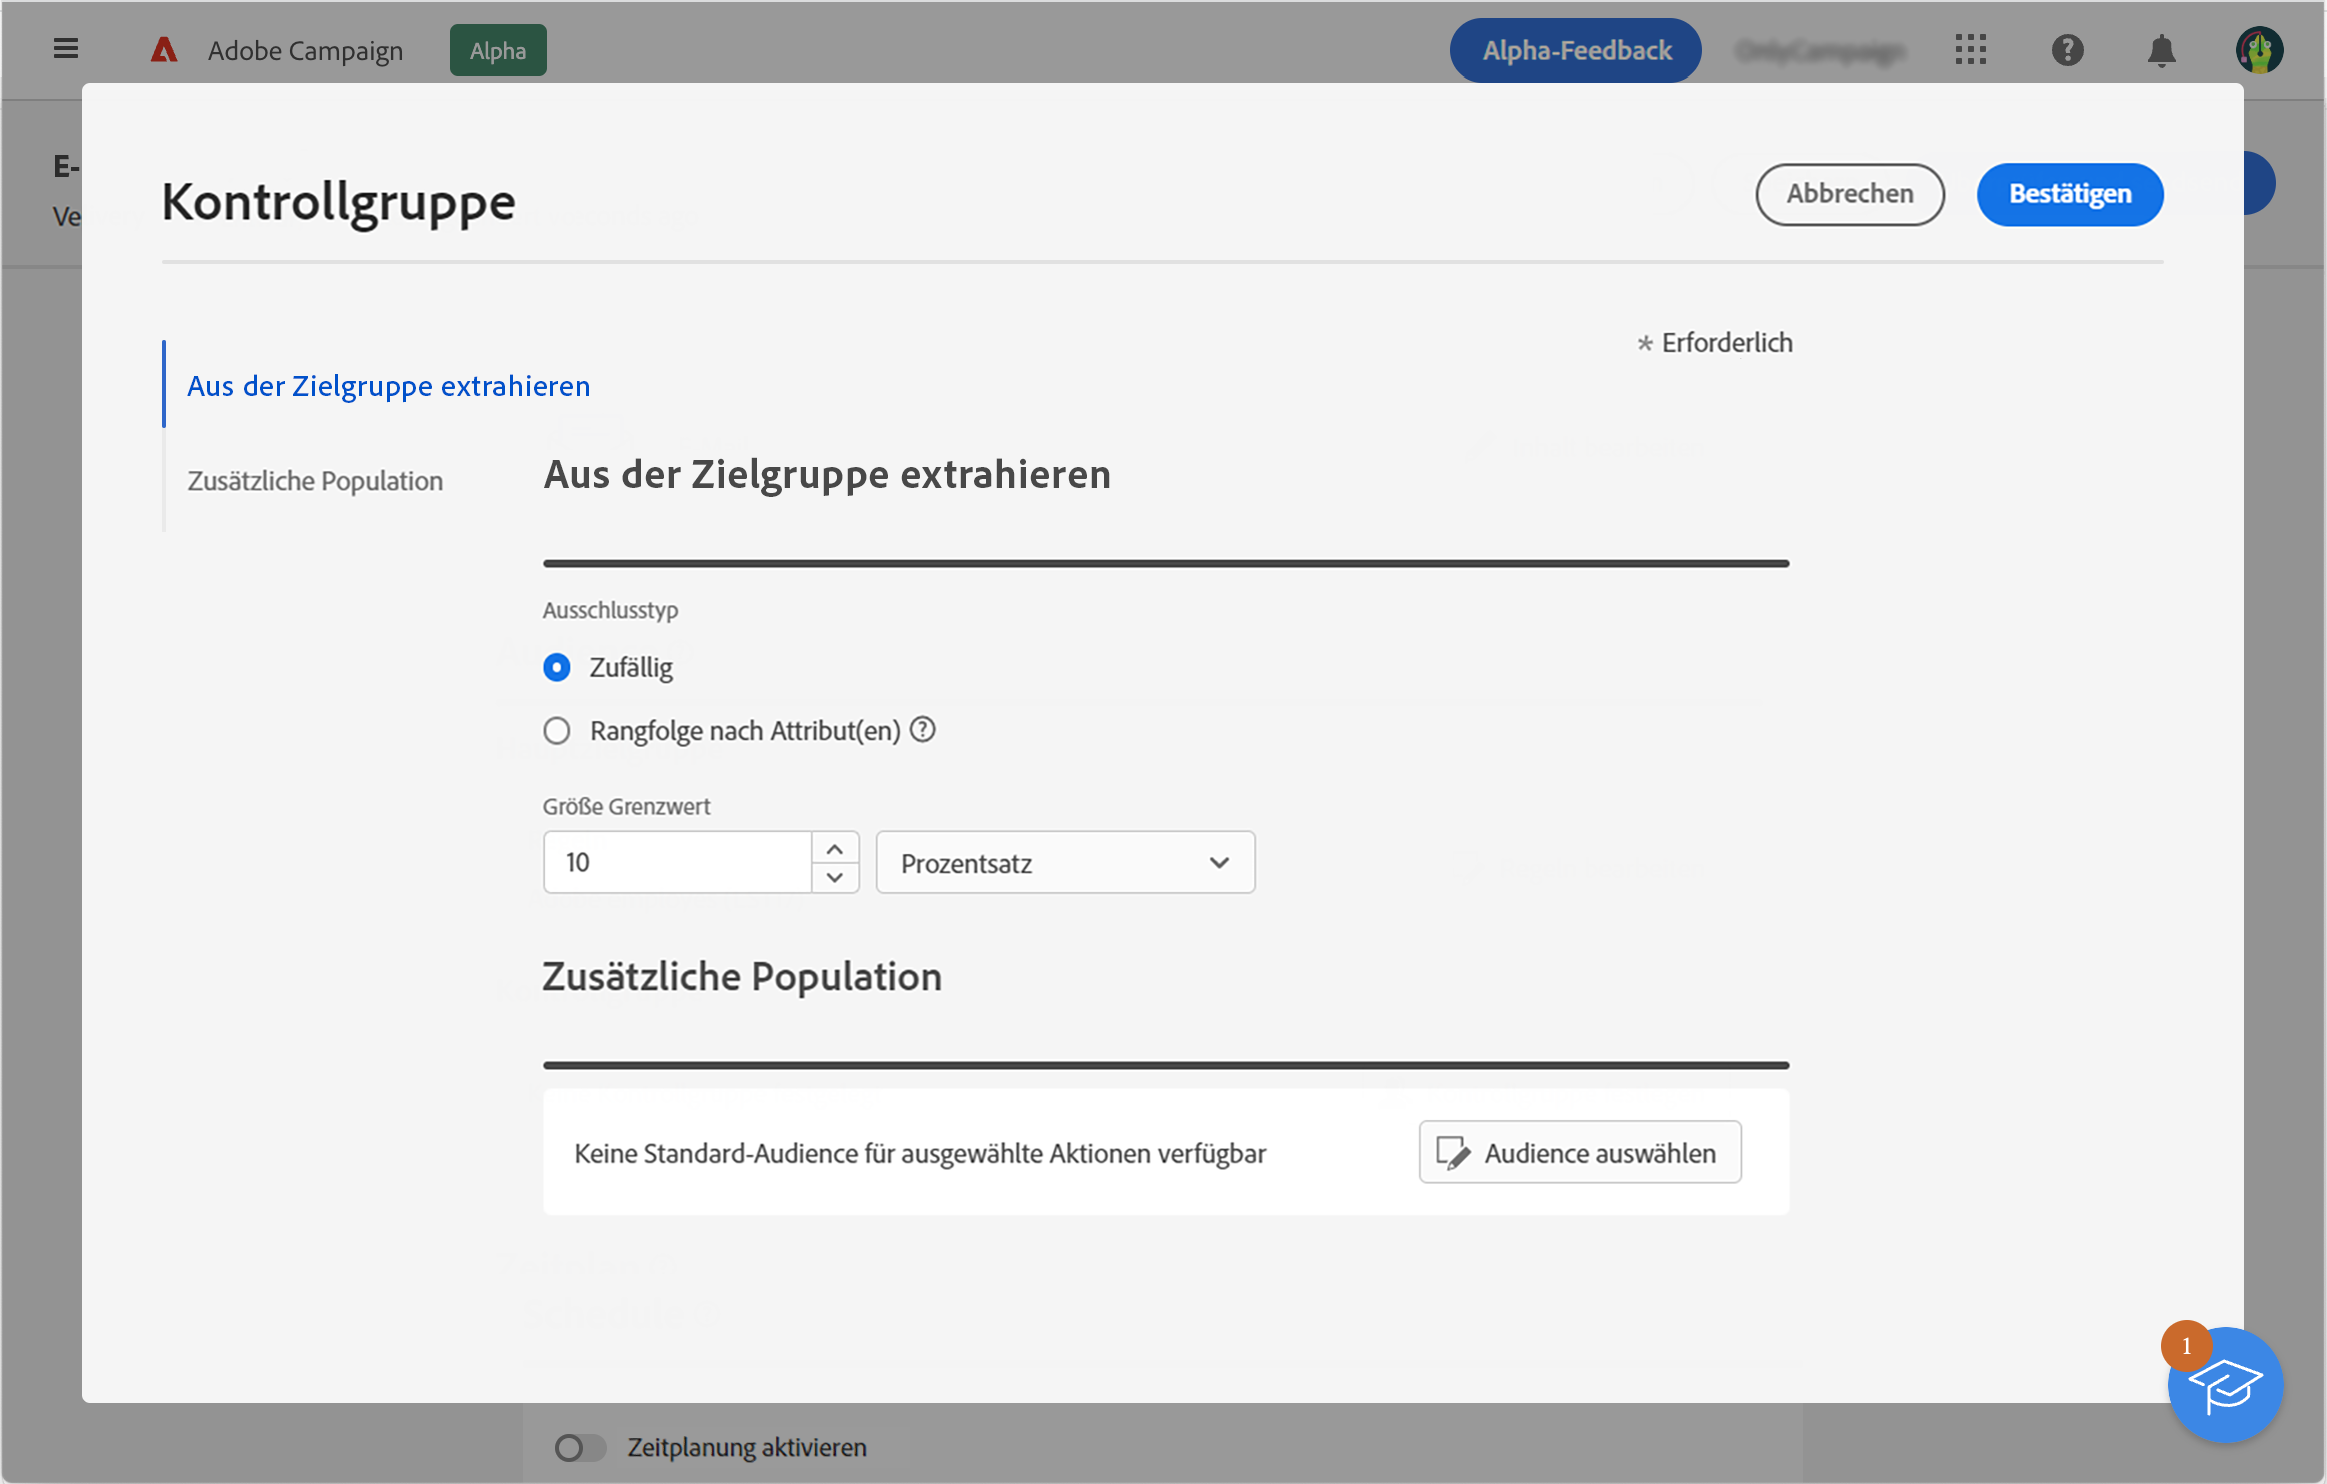 Adobe Campaign
Alpha
Alpha-Feedback
E-
Ve
Kontrollgruppe
Abbrechen
Bestätigen
* Erforderlich
Aus der Zielgruppe extrahieren
Zusätzliche Population
Aus der Zielgruppe extrahieren
Ausschlusstyp
Zufällig
Rangfolge nach Attribut(en)
Größe Grenzwert
10
Prozentsatz
Zusätzliche Population
Keine Standard-Audience für ausgewählte Aktionen verfügbar
Audience auswählen
1
Zeitplanung aktivieren